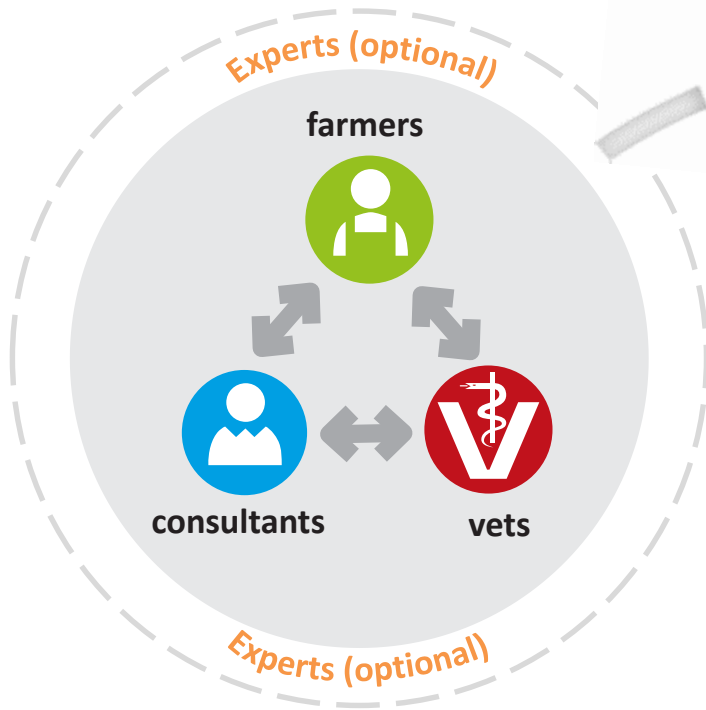 Experts (optional)
farmers
consultants
vets
V
Experts (optional)